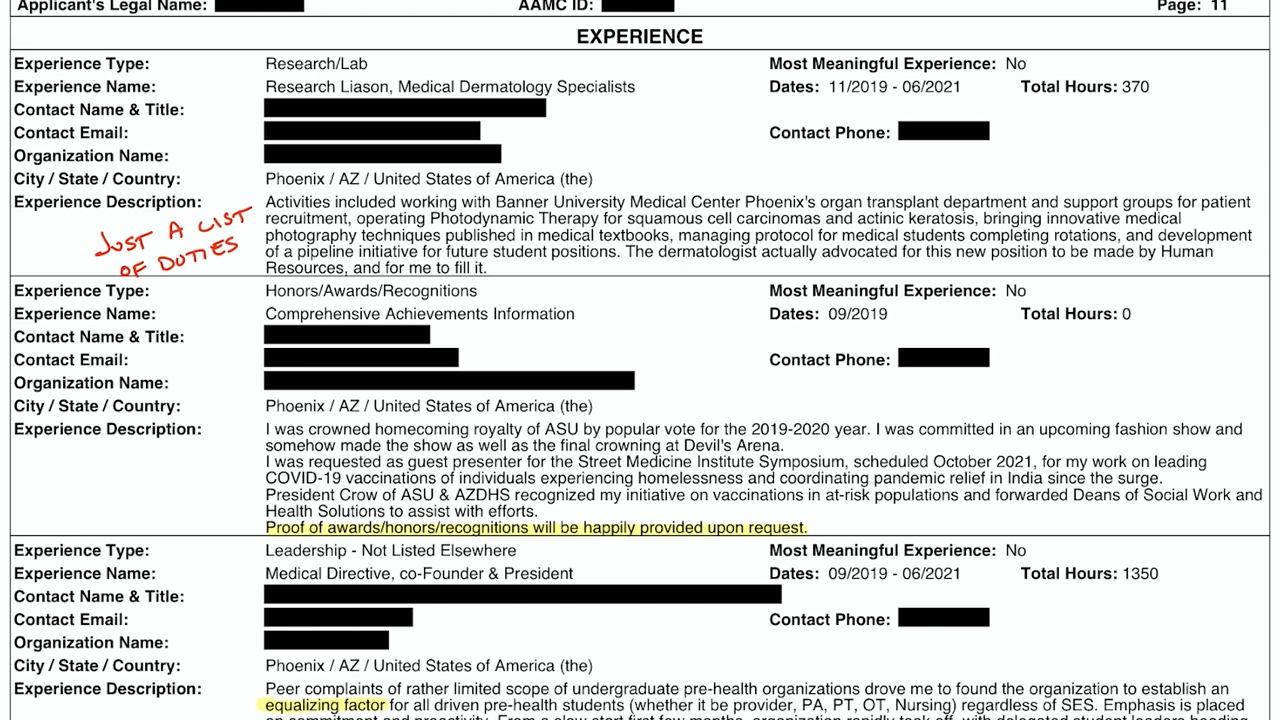 Applicant's Legal Name: AAMC ID: Page: 11
EXPERIENCE
Experience Type: Research/Lab Most Meaningful Experience: No
Experience Name: Research Liason, Medical Dermatology Specialists Dates: 11/2019 - 06/2021 Total Hours: 370
Contact Name & Title:
Contact Email: Contact Phone:
Organization Name:
City / State / Country: Phoenix / AZ / United States of America (the)
Experience Description: Activities included working with Banner University Medical Center Phoenix's organ transplant department and support groups for patient
recruitment, operating Photodynamic Therapy for squamous cell carcinomas and actinic keratosis, bringing innovative medical
photography techniques published in medical textbooks, managing protocol for medical students completing rotations, and development
of a pipeline initiative for future student positions. The dermatologist actually advocated for this new position to be made by Human
Resources, and for me to fill it.
JUST A LIST
OF DUTIES
Experience Type: Honors/Awards/Recognitions Most Meaningful Experience: No
Experience Name: Comprehensive Achievements Information Dates: 09/2019 Total Hours: 0
Contact Name & Title:
Contact Email: Contact Phone:
Organization Name:
City / State / Country: Phoenix / AZ / United States of America (the)
Experience Description: I was crowned homecoming royalty of ASU by popular vote for the 2019-2020 year. I was committed in an upcoming fashion show and
somehow made the show as well as the final crowning at Devil's Arena.
I was requested as guest presenter for the Street Medicine Institute Symposium, scheduled October 2021, for my work on leading
COVID-19 vaccinations of individuals experiencing homelessness and coordinating pandemic relief in India since the surge.
President Crow of ASU & AZDHS recognized my initiative on vaccinations in at-risk populations and forwarded Deans of Social Work and
Health Solutions to assist with efforts.
Proof of awards/honors/recognitions will be happily provided upon request.
Experience Type: Leadership - Not Listed Elsewhere Most Meaningful Experience: No
Experience Name: Medical Directive, co-Founder & President Dates: 09/2019 - 06/2021 Total Hours: 1350
Contact Name & Title:
Contact Email: Contact Phone:
Organization Name:
City / State / Country: Phoenix / AZ / United States of America (the)
Experience Description: Peer complaints of rather limited scope of undergraduate pre-health organizations drove me to found the organization to establish an
equalizing factor for all driven pre-health students (whether it be provider, PA, PT, OT, Nursing) regardless of SES. Emphasis is placed
on commitment and proactivity. From a slow start first few months, organization rapidly took off, with delegated student leaders heading